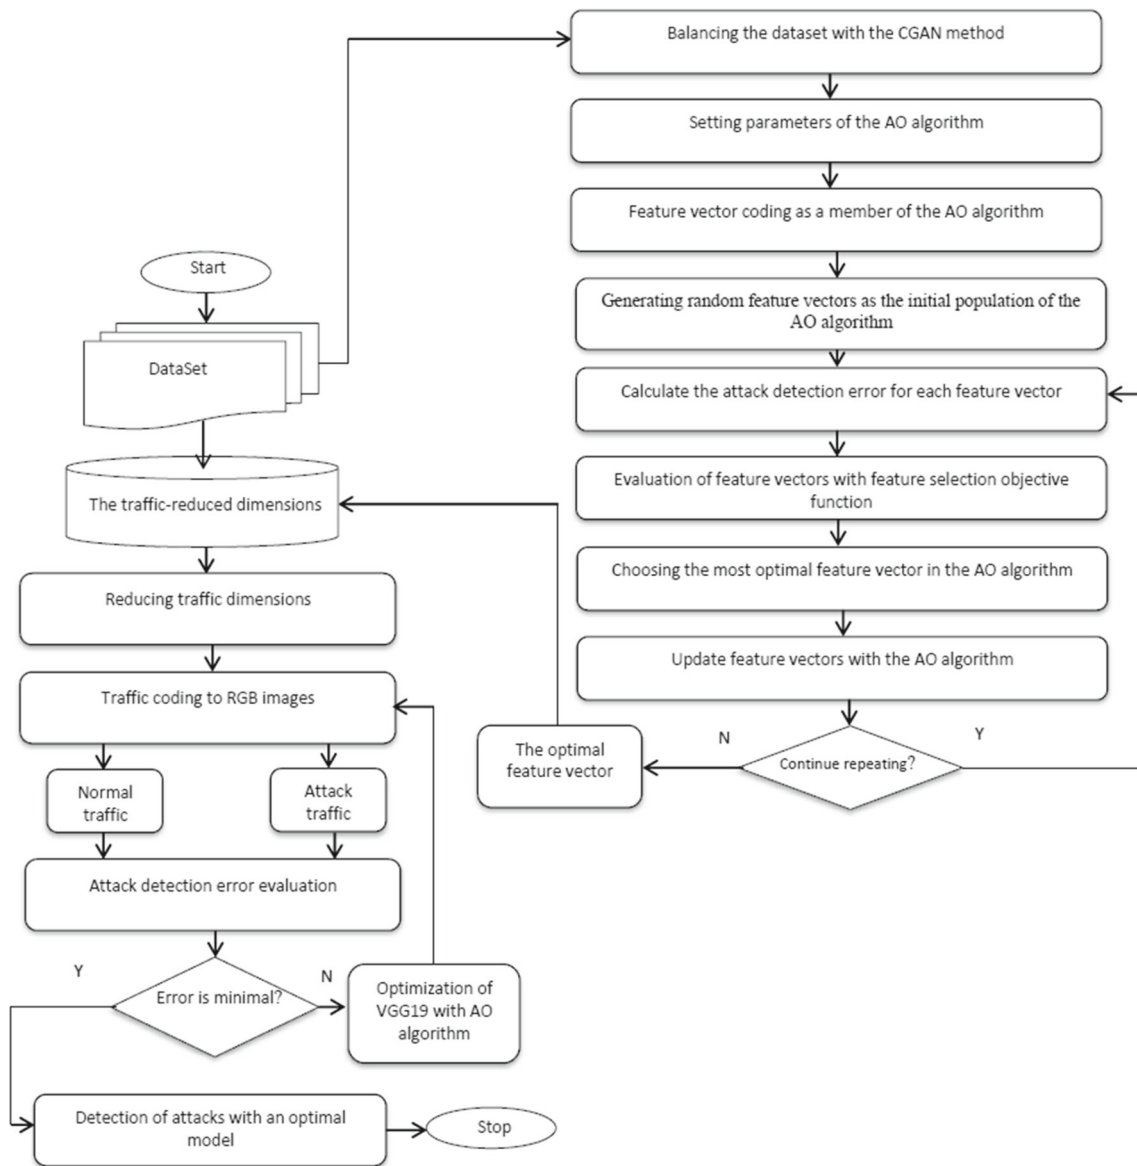 Start
DataSet
The traffic-reduced dimensions
Reducing traffic dimensions
Traffic coding to RGB images
Normal
traffic
Attack
traffic
Attack detection error evaluation
Error is minimal?
Y
N
Optimization of
VGG19 with AO
algorithm
Detection of attacks with an optimal
model
Stop
Balancing the dataset with the CGAN method
Setting parameters of the AO algorithm
Feature vector coding as a member of the AO algorithm
Generating random feature vectors as the initial population of the
AO algorithm
Calculate the attack detection error for each feature vector
Evaluation of feature vectors with feature selection objective
function
Choosing the most optimal feature vector in the AO algorithm
Update feature vectors with the AO algorithm
Continue repeating?
N
Y
The optimal
feature vector